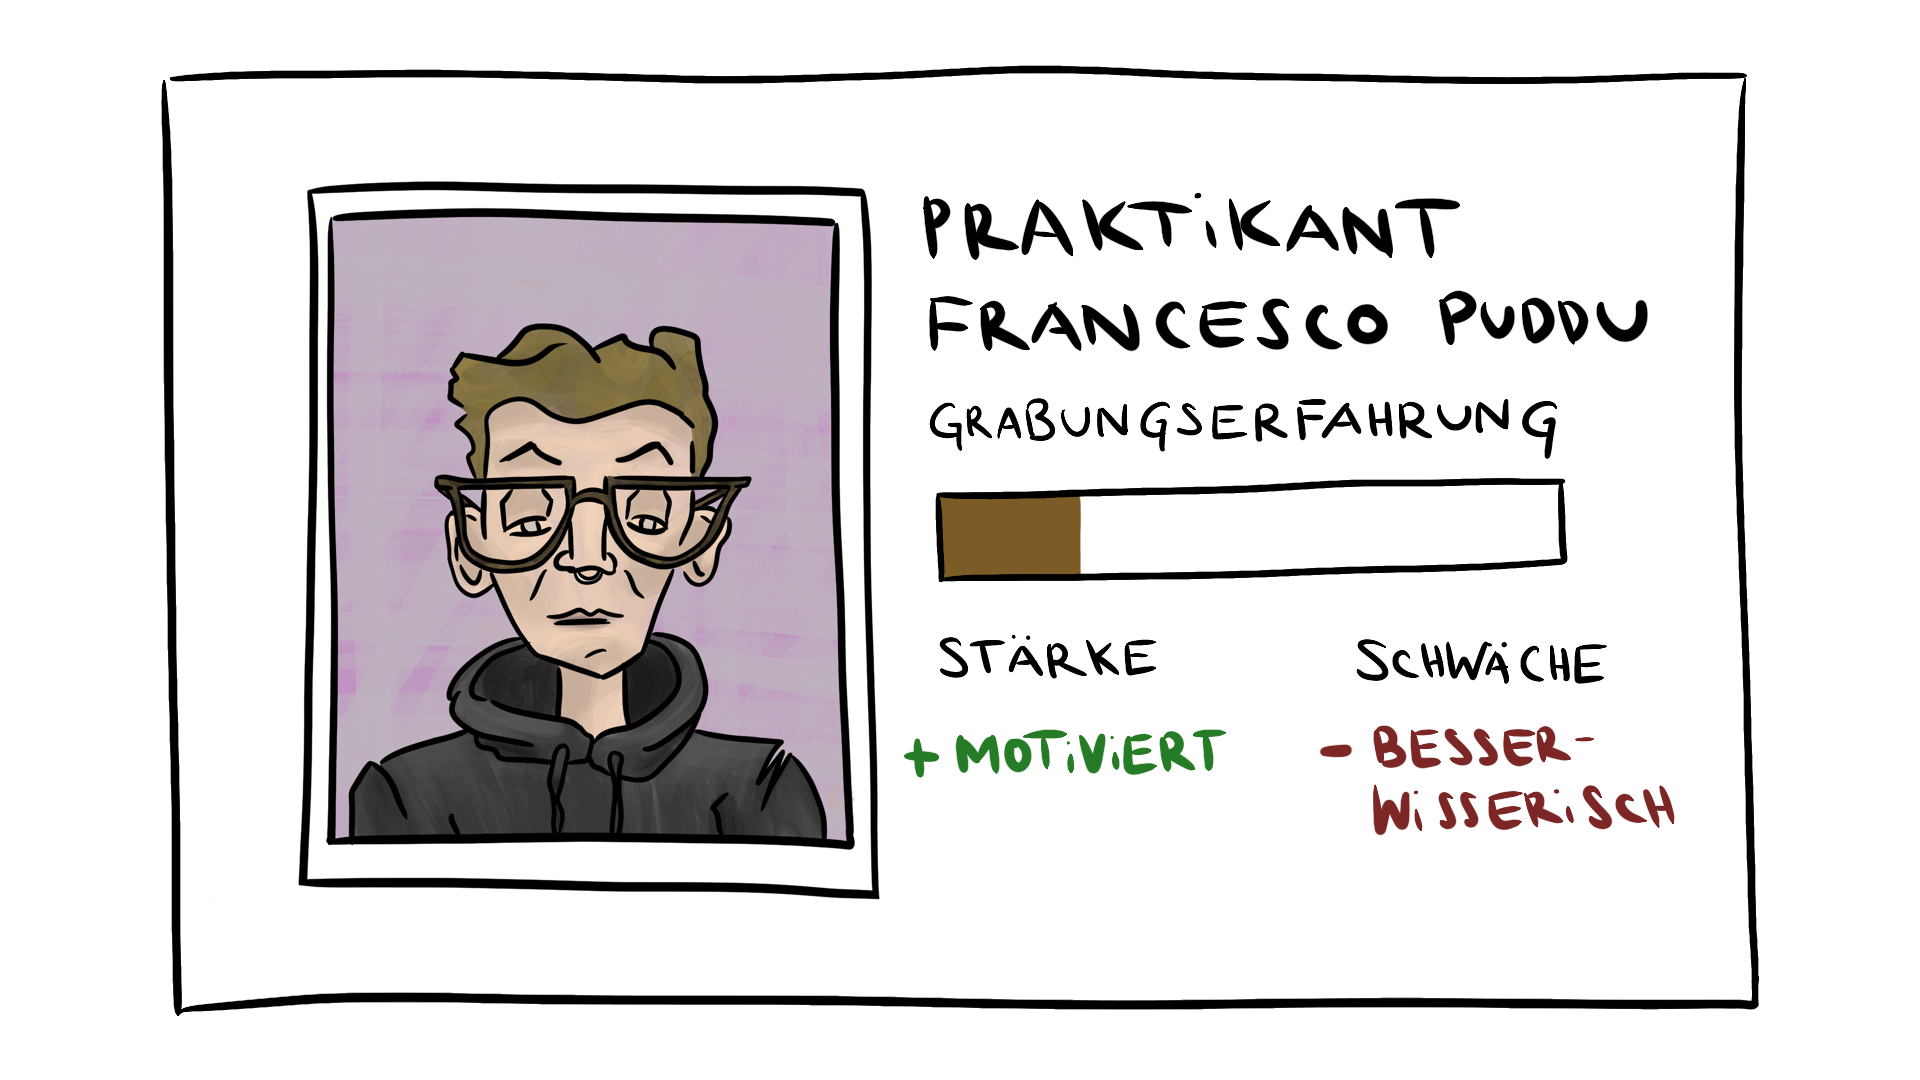 PRAKTiKANT
FRANCESCO PUDDU
GRABUNGSERFAHRUNG
STÄRKE
SCHWÄCHE
+ MOTiViERT
- BESSER-
WiSSERiSCH